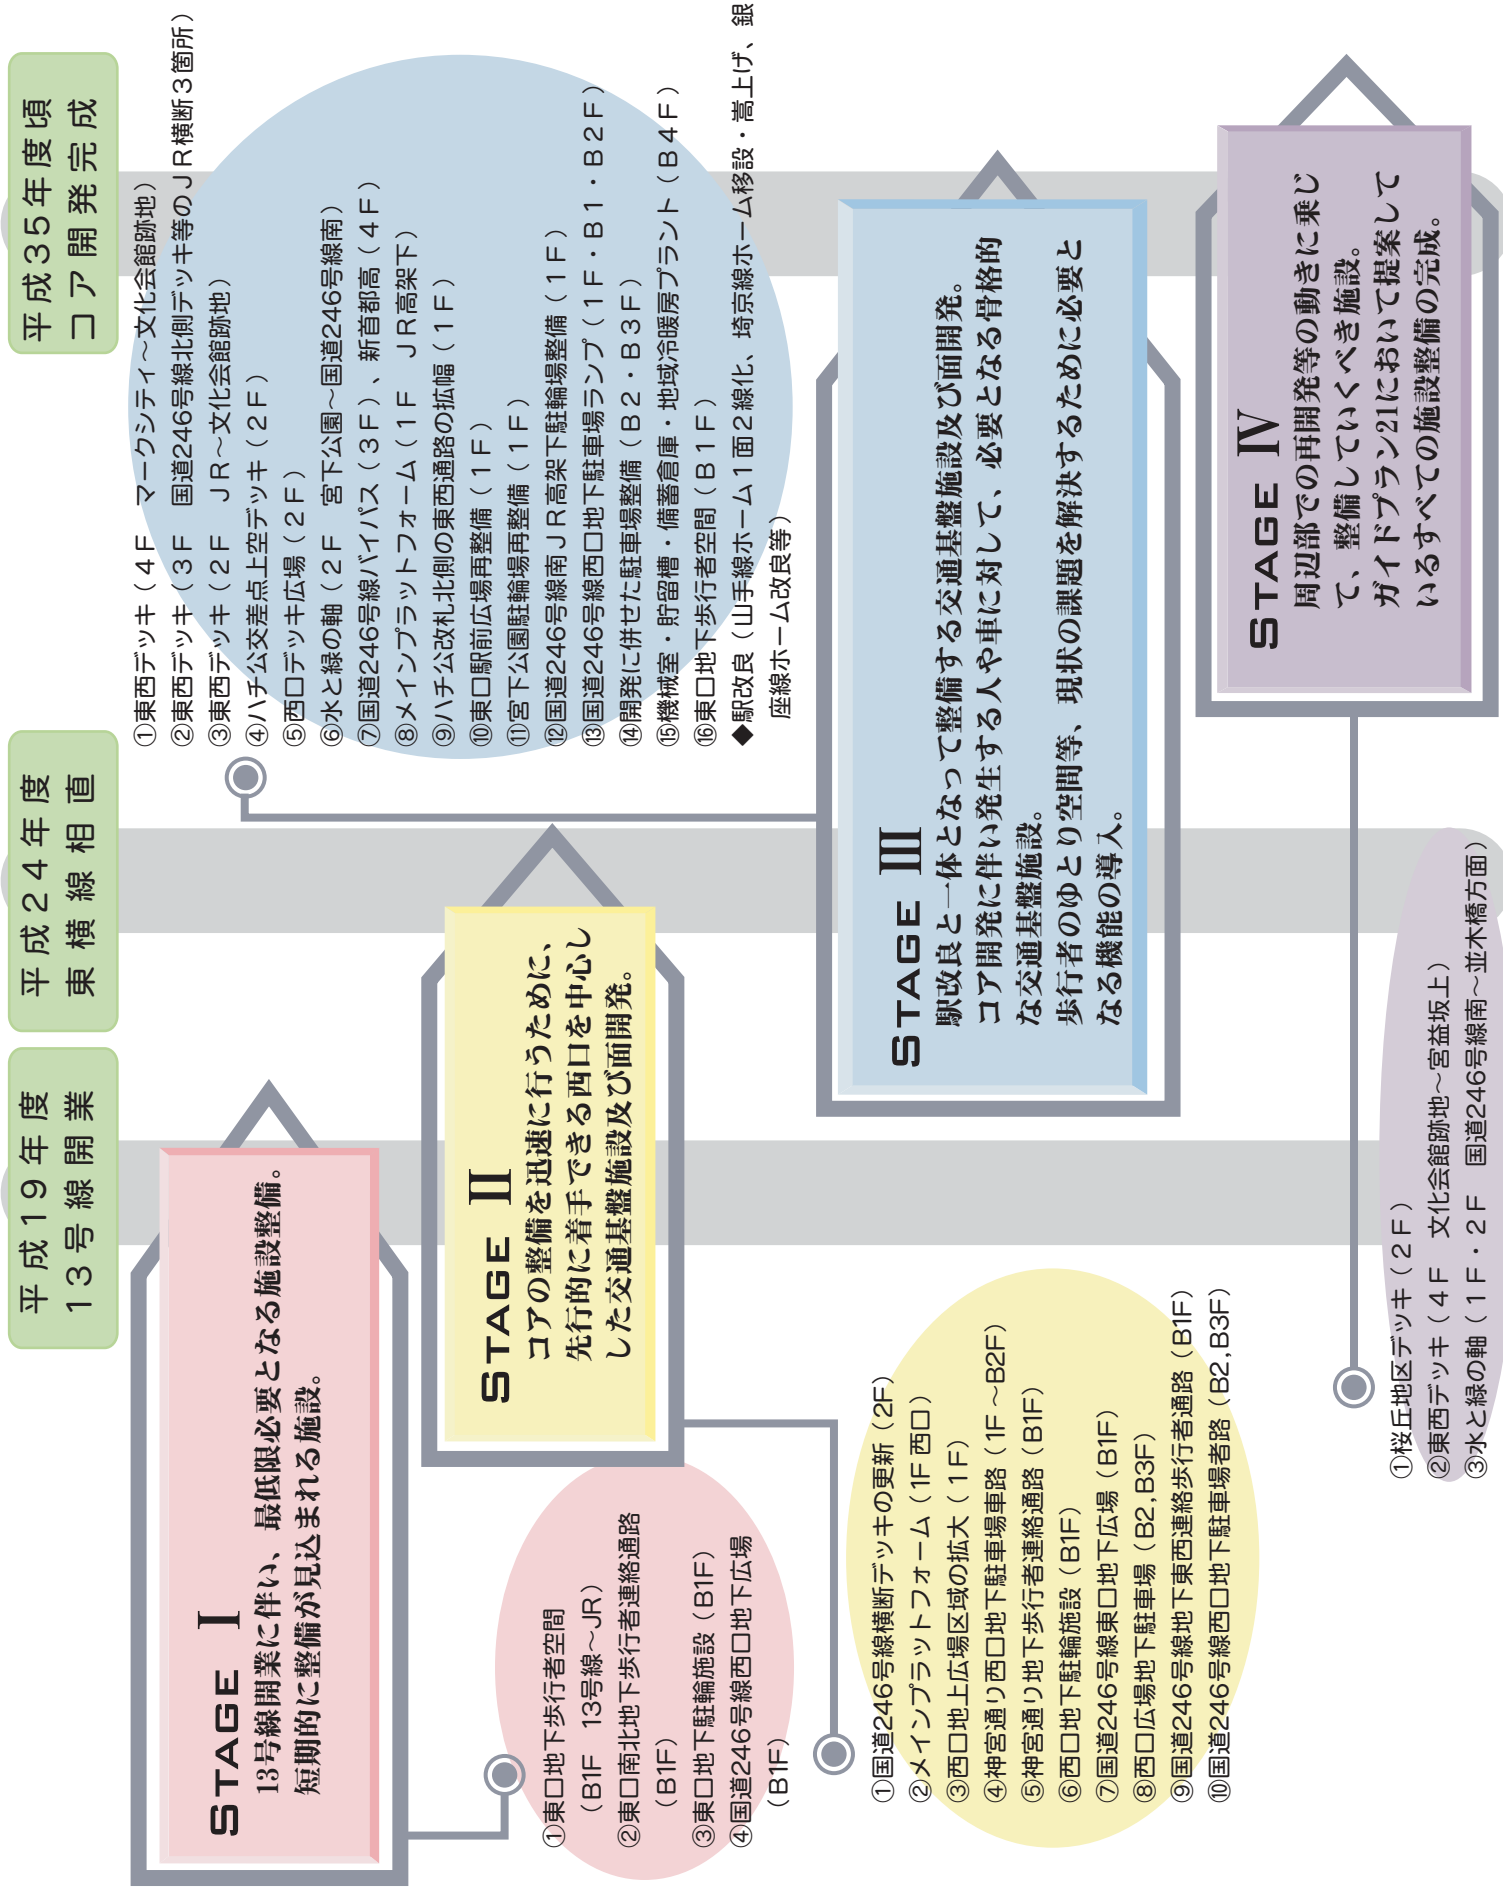 平成19年度
13号線開業
平成24年度
東横線相直
平成35年度頃
コア開発完成
STAGE I
13号線開業に伴い、最低限必要となる施設整備。
短期的に整備が見込まれる施設。
①東口地下歩行者空間
（B1F　13号線～JR）
②東口南北地下歩行者連絡通路
（B1F）
③東口地下駐輪施設（B1F）
④国道246号線西口地下広場
（B1F）
STAGE II
コアの整備を迅速に行うために、
先行的に着手できる西口を中心し
した交通基盤施設及び面開発。
①国道246号線横断デッキの更新（2F）
②メインプラットフォーム（1F 西口）
③西口地上広場区域の拡大（1F）
④神宮通り西口地下駐車場車路（1F～B2F）
⑤神宮通り地下歩行者連絡通路（B1F）
⑥西口地下駐輪施設（B1F）
⑦国道246号線東口地下広場（B1F）
⑧西口広場地下駐車場（B2,B3F）
⑨国道246号線地下東西連絡歩行者通路（B1F）
⑩国道246号線西口地下駐車場者路（B2,B3F）
STAGE III
駅改良と一体となって整備する交通基盤施設及び面開発。
コア開発に伴い発生する人や車に対して、必要となる骨格的
な交通基盤施設。
歩行者のゆとり空間等、現状の課題を解決するために必要と
なる機能の導入。
①東西デッキ（４Ｆ　マークシティ～文化会館跡地）
②東西デッキ（３Ｆ　国道246号線北側デッキ等のＪＲ横断３箇所）
③東西デッキ（２Ｆ　ＪＲ～文化会館跡地）
④ハチ公交差点上空デッキ（２Ｆ）
⑤西口デッキ広場（２Ｆ）
⑥水と緑の軸（２Ｆ　宮下公園～国道246号線南）
⑦国道246号線バイパス（３Ｆ）、新首都高（４Ｆ）
⑧メインプラットフォーム（１Ｆ　ＪＲ高架下）
⑨ハチ公改札北側の東西通路の拡幅（１Ｆ）
⑩東口駅前広場再整備（１Ｆ）
⑪宮下公園駐輪場再整備（１Ｆ）
⑫国道246号線南ＪＲ高架下駐輪場整備（１Ｆ）
⑬国道246号線西口地下駐車場ランプ（１Ｆ・Ｂ１・Ｂ２Ｆ）
⑭開発に併せた駐車場整備（Ｂ２・Ｂ３Ｆ）
⑮機械室・貯留槽・備蓄倉庫・地域冷暖房プラント（Ｂ４Ｆ）
⑯東口地下歩行者空間（Ｂ１Ｆ）
◆駅改良（山手線ホーム１面２線化、埼京線ホーム移設・嵩上げ、銀
座線ホーム改良等）
STAGE IV
周辺部での再開発等の動きに乗じ
て、整備していくべき施設。
ガイドプラン21において提案して
いるすべての施設整備の完成。
①桜丘地区デッキ（２Ｆ）
②東西デッキ（４Ｆ　文化会館跡地～宮益坂上）
③水と緑の軸（１Ｆ・２Ｆ　国道246号線南～並木橋方面）